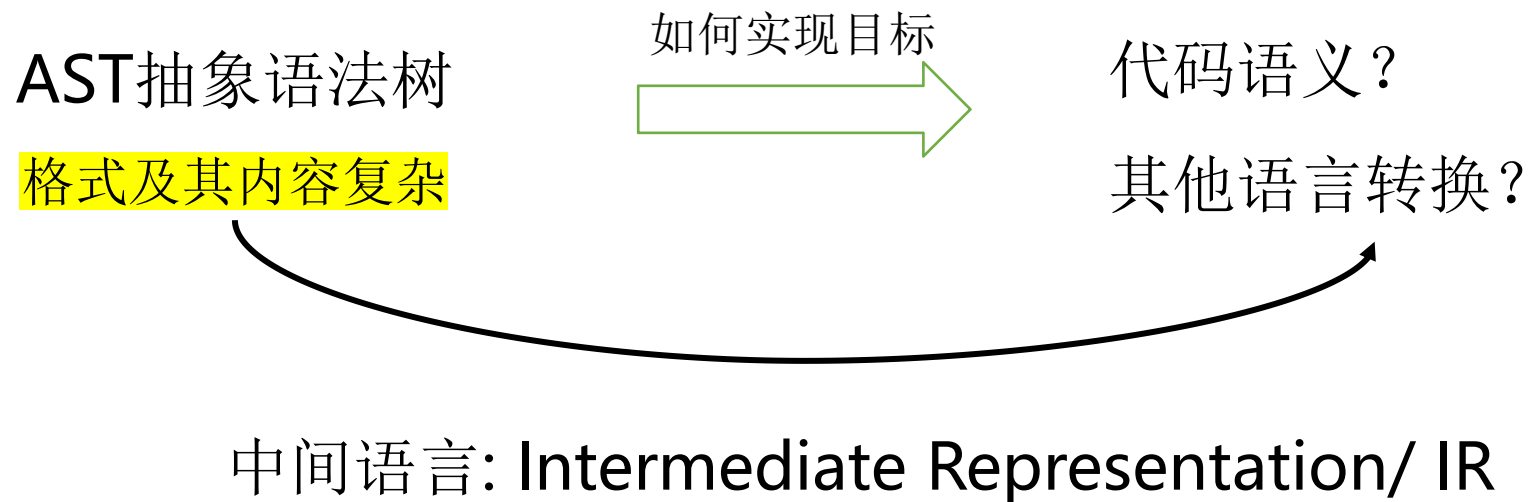 如何实现目标
AST抽象语法树
代码语义？
格式及其内容复杂
其他语言转换？
中间语言: Intermediate Representation/ IR